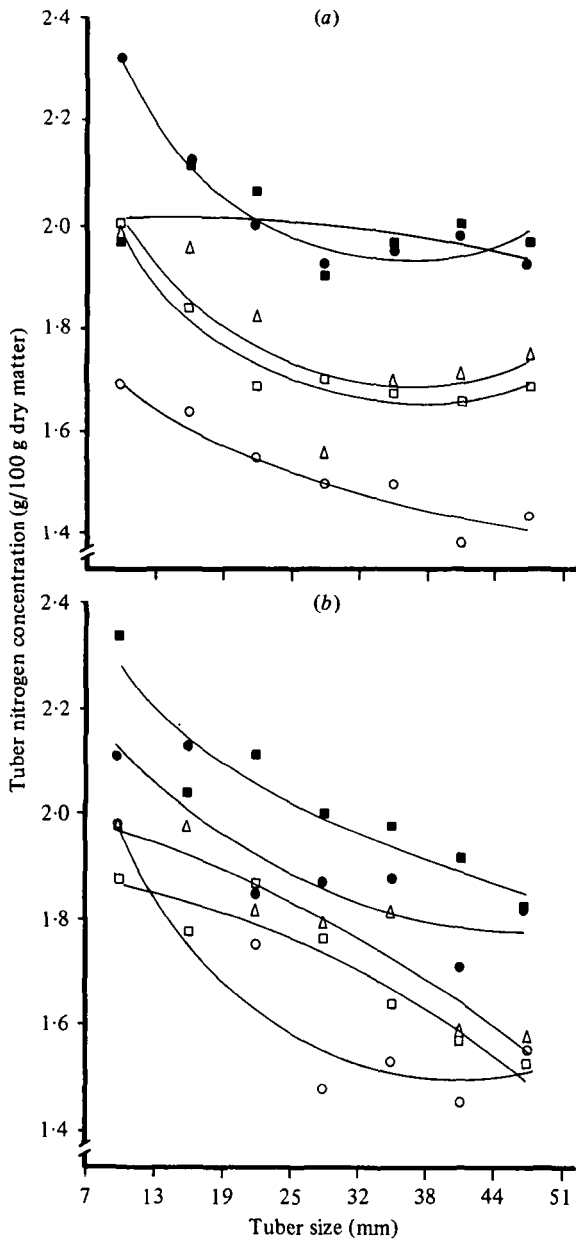 (a)
2·4
2·2
2·0
1·8
1·6
1·4
Tuber nitrogen concentration (g/100 g dry matter)
(b)
2·4
2·2
2·0
1·8
1·6
1·4
7 13 19 25 32 38 44 51
Tuber size (mm)